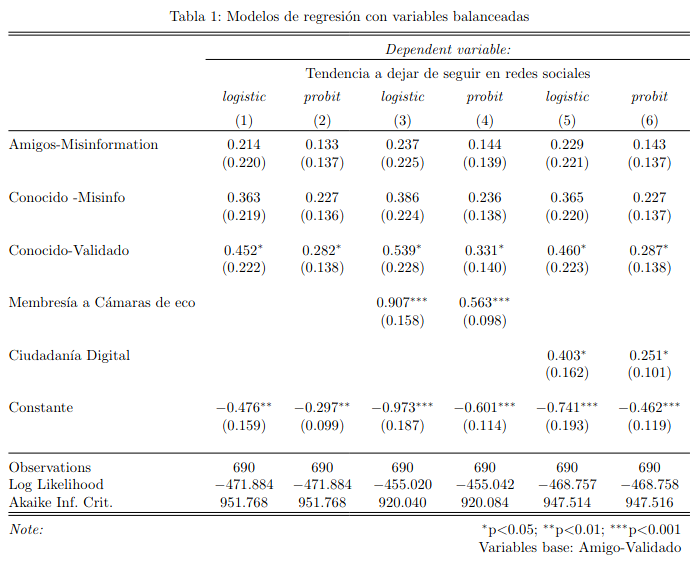 Tabla 1: Modelos de regresión con variables balanceadas
Dependent variable:
Tendencia a dejar de seguir en redes sociales
logistic probit logistic probit logistic probit
(1) (2) (3) (4) (5) (6)
Amigos-Misinformation 0.214 0.133 0.237 0.144 0.229 0.143
(0.220) (0.137) (0.225) (0.139) (0.221) (0.137)
Conocido -Misinfo 0.363 0.227 0.386 0.236 0.365 0.227
(0.219) (0.136) (0.224) (0.138) (0.220) (0.137)
Conocido-Validado 0.452* 0.282* 0.539* 0.331* 0.460* 0.287*
(0.222) (0.138) (0.228) (0.140) (0.223) (0.138)
Membresía a Cámaras de eco 0.907*** 0.563***
(0.158) (0.098)
Ciudadanía Digital 0.403* 0.251*
(0.162) (0.101)
Constante −0.476** −0.297** −0.973*** −0.601*** −0.741*** −0.462***
(0.159) (0.099) (0.187) (0.114) (0.193) (0.119)
Observations 690 690 690 690 690 690
Log Likelihood −471.884 −471.884 −455.020 −455.042 −468.757 −468.758
Akaike Inf. Crit. 951.768 951.768 920.040 920.084 947.514 947.516
Note: *p<0.05; **p<0.01; ***p<0.001
Variables base: Amigo-Validado